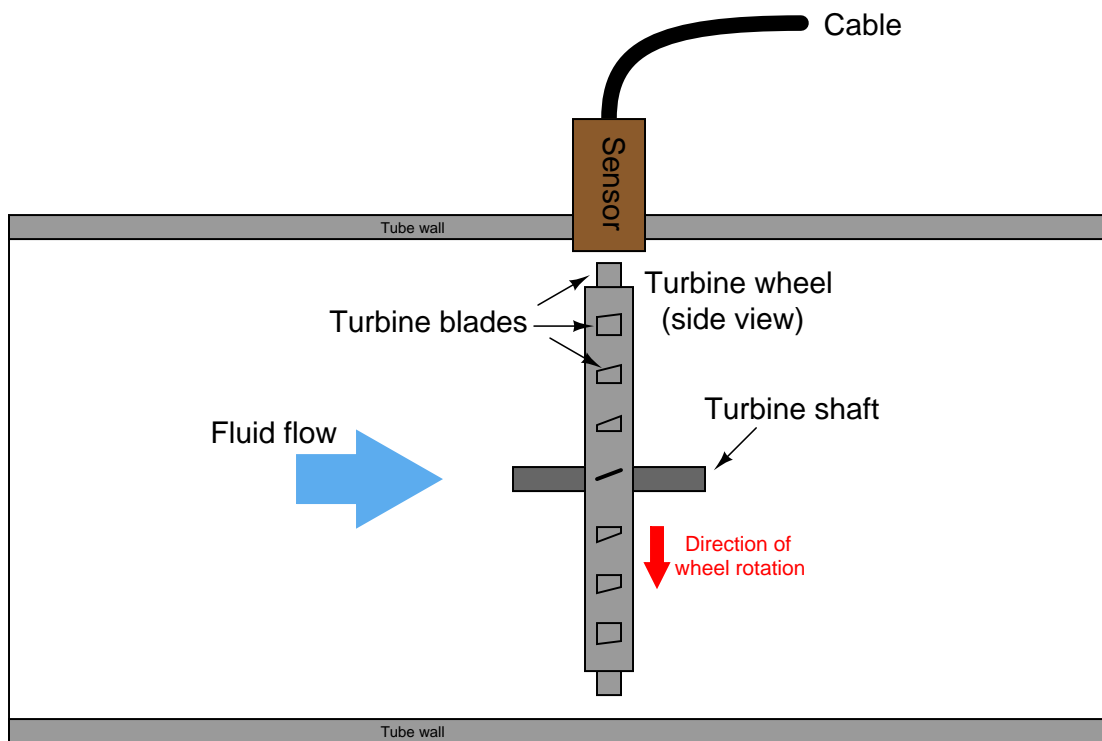 Cable
Sensor
Tube wall
Turbine wheel
(side view)
Turbine blades
Turbine shaft
Fluid flow
Direction of
wheel rotation
Tube wall